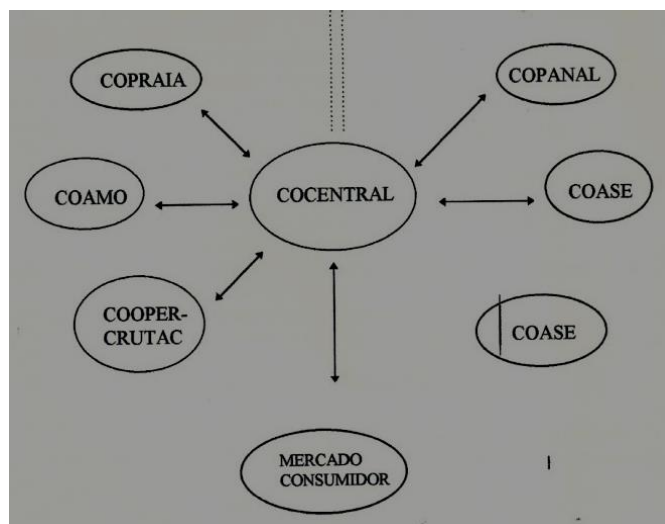 COPRAIA
COPANAL
COAMO
COCENTRAL
COASE
COOPER-
CRUTAC
COASE
MERCADO
CONSUMIDOR